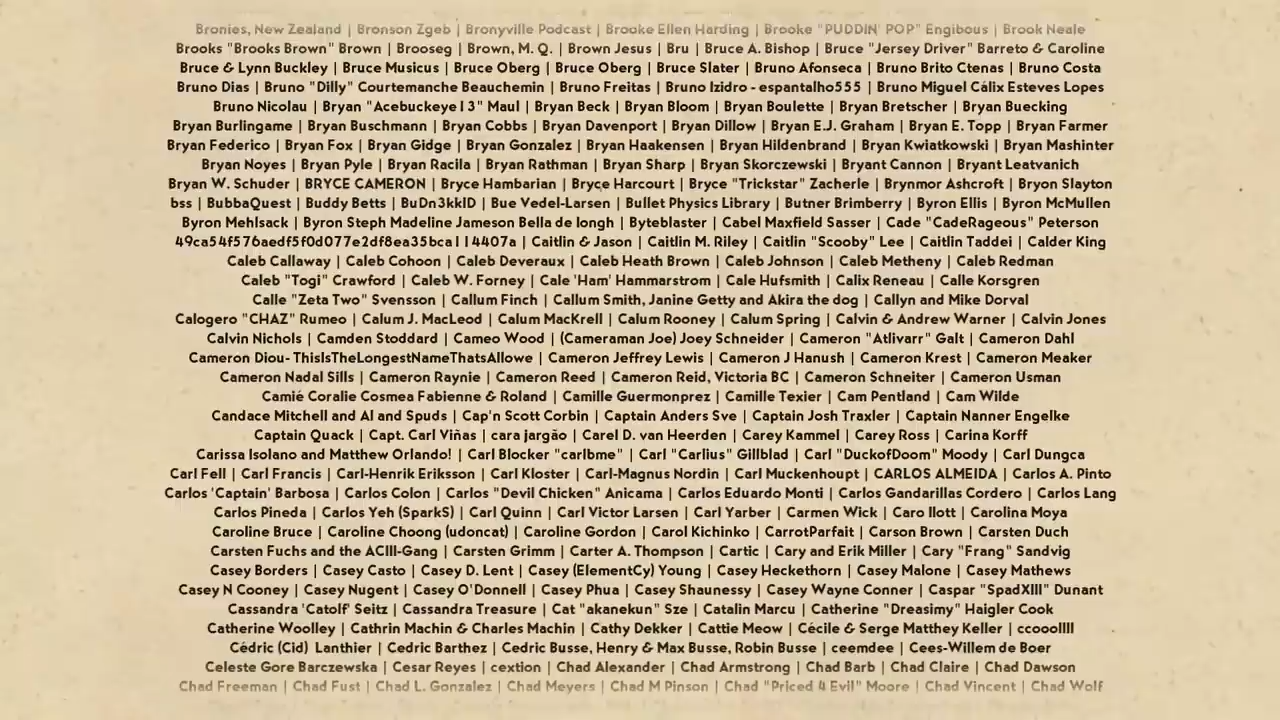 Bronies, New Zealand | Bronson Zgeb | Bronyville Podcast | Brooke Ellen Harding | Brooke "PUDDIN' POP" Engibous | Brook Neale
Brooks "Brooks Brown" Brown | Brooseg | Brown, M. Q. | Brown Jesus | Bru | Bruce A. Bishop | Bruce "Jersey Driver" Barreto & Caroline
Bruce & Lynn Buckley | Bruce Musicus | Bruce Oberg | Bruce Oberg | Bruce Slater | Bruno Afonseca | Bruno Brito Ctenas | Bruno Costa
Bruno Dias | Bruno "Dilly" Courtemanche Beauchemin | Bruno Freitas | Bruno Izidro - espantalho555 | Bruno Miguel Cálix Esteves Lopes
Bruno Nicolau | Bryan "Acebuckeye13" Maul | Bryan Beck | Bryan Bloom | Bryan Boulette | Bryan Bretscher | Bryan Buecking
Bryan Burlingame | Bryan Buschmann | Bryan Cobbs | Bryan Davenport | Bryan Dillow | Bryan E.J. Graham | Bryan E. Topp | Bryan Farmer
Bryan Federico | Bryan Fox | Bryan Gidge | Bryan Gonzalez | Bryan Haakensen | Bryan Hildenbrand | Bryan Kwiatkowski | Bryan Mashinter
Bryan Noyes | Bryan Pyle | Bryan Racila | Bryan Rathman | Bryan Sharp | Bryan Skorczewski | Bryant Cannon | Bryant Leatvanich
Bryan W. Schuder | BRYCE CAMERON | Bryce Hambarian | Bryce Harcourt | Bryce "Trickstar" Zacherle | Brynmor Ashcroft | Bryon Slayton
bss | BubbaQuest | Buddy Betts | BuDn3kkID | Bue Vedel-Larsen | Bullet Physics Library | Butner Brimberry | Byron Ellis | Byron McMullen
Byron Mehlsack | Byron Steph Madeline Jameson Bella de Iongh | Byteblaster | Cabel Maxfield Sasser | Cade "CadeRageous" Peterson
49ca54f576aedf5f0d077e2df8ea35bca114407a | Caitlin & Jason | Caitlin M. Riley | Caitlin "Scooby" Lee | Caitlin Taddei | Calder King
Caleb Callaway | Caleb Cohoon | Caleb Deveraux | Caleb Heath Brown | Caleb Johnson | Caleb Metheny | Caleb Redman
Caleb "Togi" Crawford | Caleb W. Forney | Cale 'Ham' Hammarstrom | Cale Hufsmith | Calix Reneau | Calle Korsgren
Calle "Zeta Two" Svensson | Callum Finch | Callum Smith, Janine Getty and Akira the dog | Callyn and Mike Dorval
Calogero "CHAZ" Rumeo | Calum J. MacLeod | Calum MacKrell | Calum Rooney | Calum Spring | Calvin & Andrew Warner | Calvin Jones
Calvin Nichols | Camden Stoddard | Cameo Wood | (Cameraman Joe) Joey Schneider | Cameron "Atlivarr" Galt | Cameron Dahl
Cameron Diou- ThisIsTheLongestNameThatsAllowe | Cameron Jeffrey Lewis | Cameron J Hanush | Cameron Krest | Cameron Meaker
Cameron Nadal Sills | Cameron Raynie | Cameron Reed | Cameron Reid, Victoria BC | Cameron Schneiter | Cameron Usman
Camié Coralie Cosmea Fabienne & Roland | Camille Guermonprez | Camille Texier | Cam Pentland | Cam Wilde
Candace Mitchell and Al and Spuds | Cap'n Scott Corbin | Captain Anders Sve | Captain Josh Traxler | Captain Nanner Engelke
Captain Quack | Capt. Carl Viñas | cara jargão | Carel D. van Heerden | Carey Kammel | Carey Ross | Carina Korff
Carissa Isolano and Matthew Orlando! | Carl Blocker "carlbme" | Carl "Carlius" Gillblad | Carl "DuckofDoom" Moody | Carl Dungca
Carl Fell | Carl Francis | Carl-Henrik Eriksson | Carl Kloster | Carl-Magnus Nordin | Carl Muckenhoupt | CARLOS ALMEIDA | Carlos A. Pinto
Carlos 'Captain' Barbosa | Carlos Colon | Carlos "Devil Chicken" Anicama | Carlos Eduardo Monti | Carlos Gandarillas Cordero | Carlos Lang
Carlos Pineda | Carlos Yeh (SparkS) | Carl Quinn | Carl Victor Larsen | Carl Yarber | Carmen Wick | Caro Ilott | Carolina Moya
Caroline Bruce | Caroline Choong (udoncat) | Caroline Gordon | Carol Kichinko | CarrotParfait | Carson Brown | Carsten Duch
Carsten Fuchs and the ACIII-Gang | Carsten Grimm | Carter A. Thompson | Cartic | Cary and Erik Miller | Cary "Frang" Sandvig
Casey Borders | Casey Casto | Casey D. Lent | Casey (ElementCy) Young | Casey Heckethorn | Casey Malone | Casey Mathews
Casey N Cooney | Casey Nugent | Casey O'Donnell | Casey Phua | Casey Shaunessy | Casey Wayne Conner | Caspar "SpadXIII" Dunant
Cassandra 'Catolf' Seitz | Cassandra Treasure | Cat "akanekun" Sze | Catalin Marcu | Catherine "Dreasimy" Haigler Cook
Catherine Woolley | Cathrin Machin & Charles Machin | Cathy Dekker | Cattie Meow | Cécile & Serge Matthey Keller | ccooollll
Cédric (Cid) Lanthier | Cedric Barthez | Cedric Busse, Henry & Max Busse, Robin Busse | ceemdee | Cees-Willem de Boer
Celeste Gore Barczewska | Cesar Reyes | cextion | Chad Alexander | Chad Armstrong | Chad Barb | Chad Claire | Chad Dawson
Chad Freeman | Chad Fust | Chad L. Gonzalez | Chad Meyers | Chad M Pinson | Chad "Priced 4 Evil" Moore | Chad Vincent | Chad Wolf